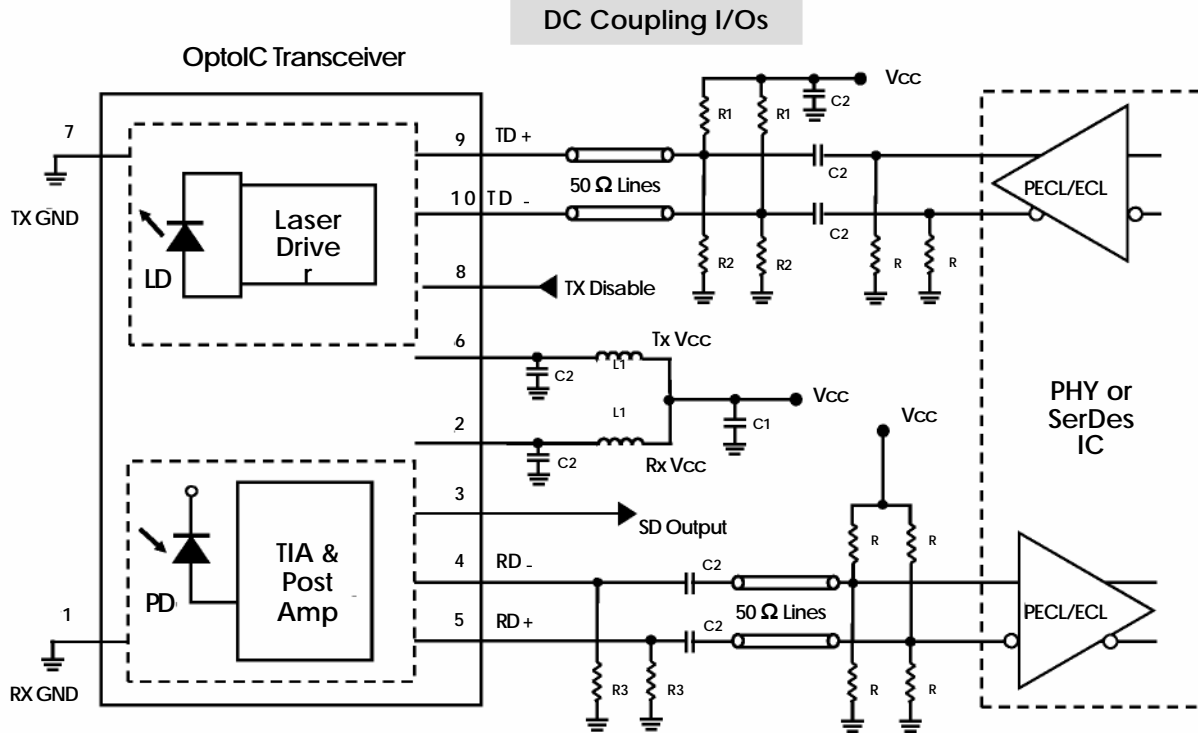 DC Coupling I/Os
OptoIC Transceiver
Vcc
C2
R1
R1
7
9
TD +
C2
50 Ω Lines
PECL/ECL
10
TD -
TX GND
Laser
Drive
r
C2
LD
8
TX Disable
R2
R2
R
R
6
Tx Vcc
C2
L1
L1
Vcc
C1
PHY or
SerDes
IC
2
C2
Rx Vcc
Vcc
3
SD Output
TIA &
Post
Amp
R
R
4
RD -
C2
PD
50 Ω Lines
PECL/ECL
1
5
RD +
C2
RX GND
R3
R3
R
R